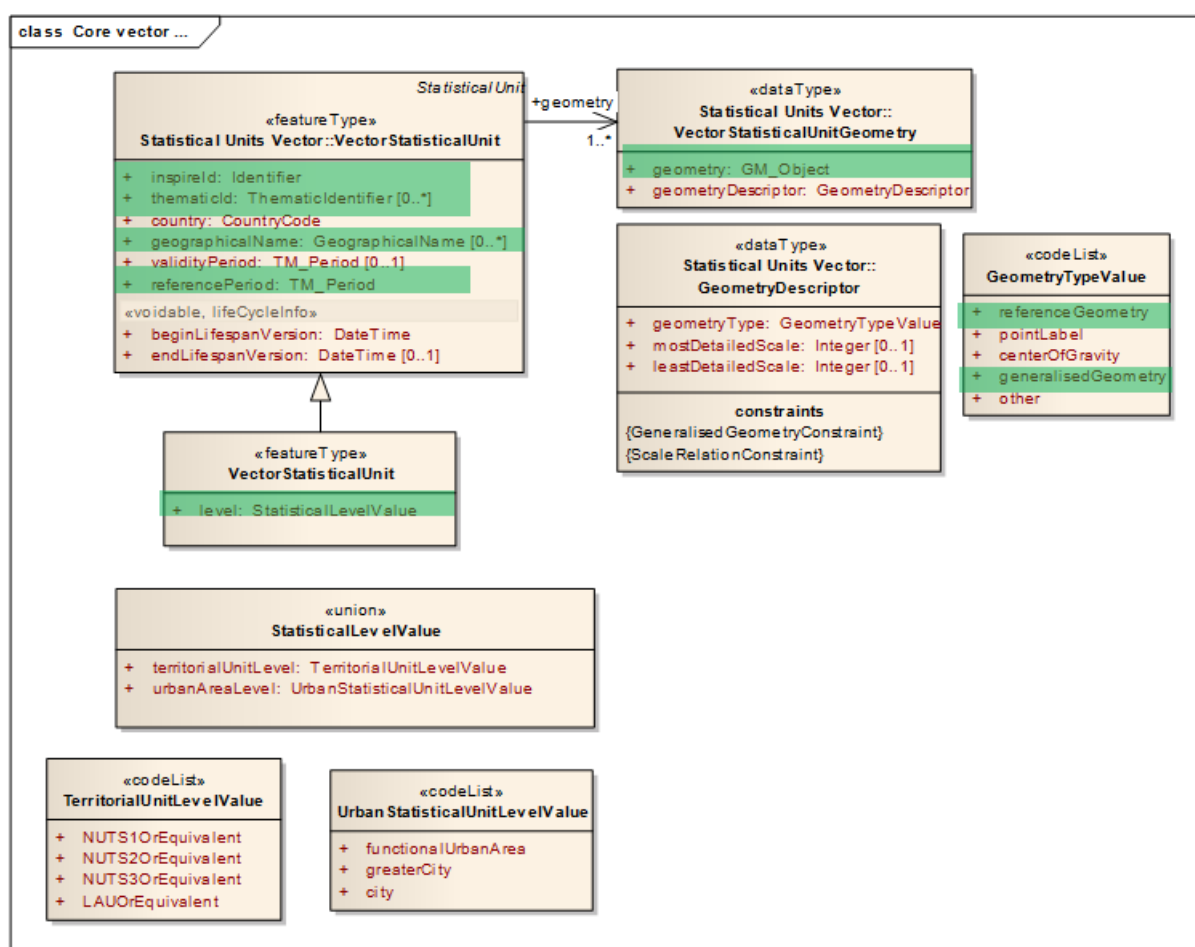 class Core vector ...
StatisticalUnit
«featureType»
Statistical Units Vector::VectorStatisticalUnit
+ inspireId: Identifier
+ thematicId: ThematicIdentifier [0..*]
+ country: CountryCode
+ geographicalName: GeographicalName [0..*]
+ validityPeriod: TM_Period [0..1]
+ referencePeriod: TM_Period
«voidable, lifeCycleInfo»
+ beginLifespanVersion: DateTime
+ endLifespanVersion: DateTime [0..1]
+geometry
1..*
«dataType»
Statistical Units Vector::
VectorStatisticalUnitGeometry
+ geometry: GM_Object
+ geometryDescriptor: GeometryDescriptor
«dataType»
Statistical Units Vector::
GeometryDescriptor
+ geometryType: GeometryTypeValue
+ mostDetailedScale: Integer [0..1]
+ leastDetailedScale: Integer [0..1]
constraints
{GeneralisedGeometryConstraint}
{ScaleRelationConstraint}
«codeList»
GeometryTypeValue
+ referenceGeometry
+ pointLabel
+ centerOfGravity
+ generalisedGeometry
+ other
«featureType»
VectorStatisticalUnit
+ level: StatisticalLevelValue
«union»
StatisticalLevelValue
+ territorialUnitLevel: TerritorialUnitLevelValue
+ urbanAreaLevel: UrbanStatisticalUnitLevelValue
«codeList»
TerritorialUnitLevelValue
+ NUTS1OrEquivalent
+ NUTS2OrEquivalent
+ NUTS3OrEquivalent
+ LAUOrEquivalent
«codeList»
UrbanStatisticalUnitLevelValue
+ functionalUrbanArea
+ greaterCity
+ city